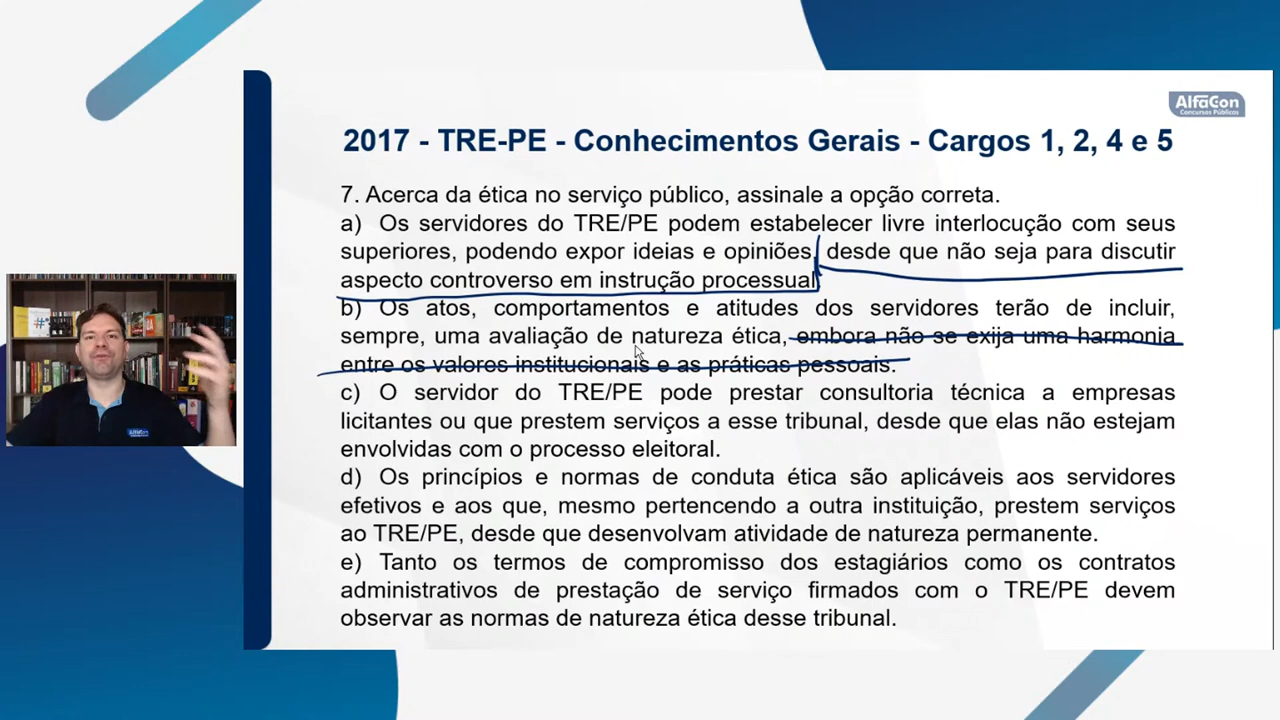 AlfaCon
Concursos Públicos
2017 - TRE-PE - Conhecimentos Gerais - Cargos 1, 2, 4 e 5
7. Acerca da ética no serviço público, assinale a opção correta.
a) Os servidores do TRE/PE podem estabelecer livre interlocução com seus
superiores, podendo expor ideias e opiniões, desde que não seja para discutir
aspecto controverso em instrução processual.
b) Os atos, comportamentos e atitudes dos servidores terão de incluir,
sempre, uma avaliação de natureza ética, embora não se exija uma harmonia
entre os valores institucionais e as práticas pessoais.
c) O servidor do TRE/PE pode prestar consultoria técnica a empresas
licitantes ou que prestem serviços a esse tribunal, desde que elas não estejam
envolvidas com o processo eleitoral.
d) Os princípios e normas de conduta ética são aplicáveis aos servidores
efetivos e aos que, mesmo pertencendo a outra instituição, prestem serviços
ao TRE/PE, desde que desenvolvam atividade de natureza permanente.
e) Tanto os termos de compromisso dos estagiários como os contratos
administrativos de prestação de serviço firmados com o TRE/PE devem
observar as normas de natureza ética desse tribunal.